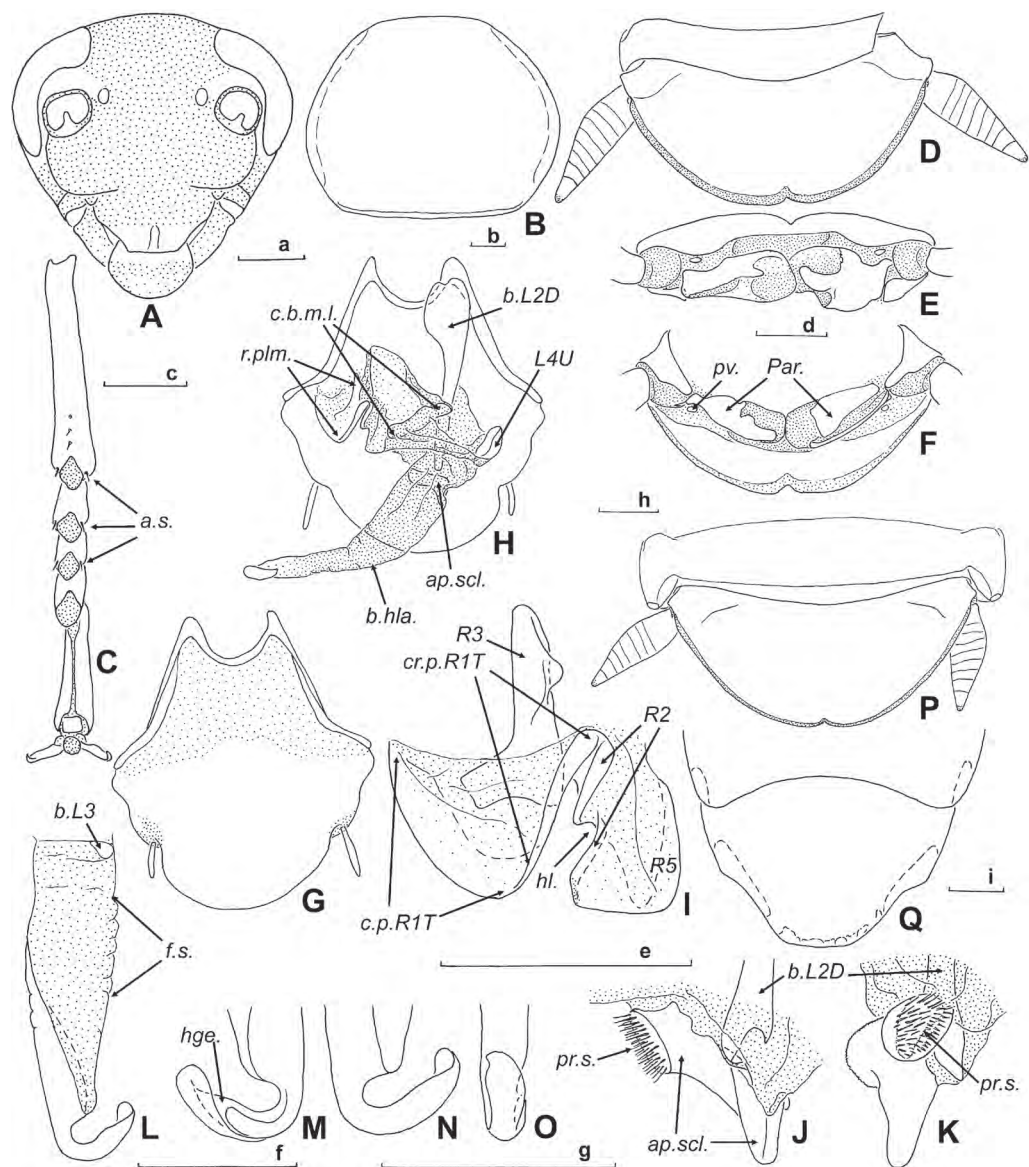 A
a
B
b
D
E
d
c
c.b.m.l.
b.L2D
r.plm.
L4U
pv.
Par.
F
a.s.
H
h
ap.scl.
b.hla.
C
R3
cr.p.R1T
R2
P
b.L3
G
hl.
R5
I
c.p.R1T
i
Q
f.s.
e
b.L2D
hge.
pr.s.
pr.s.
L
M
N
O
ap.scl.
J
K
f
g